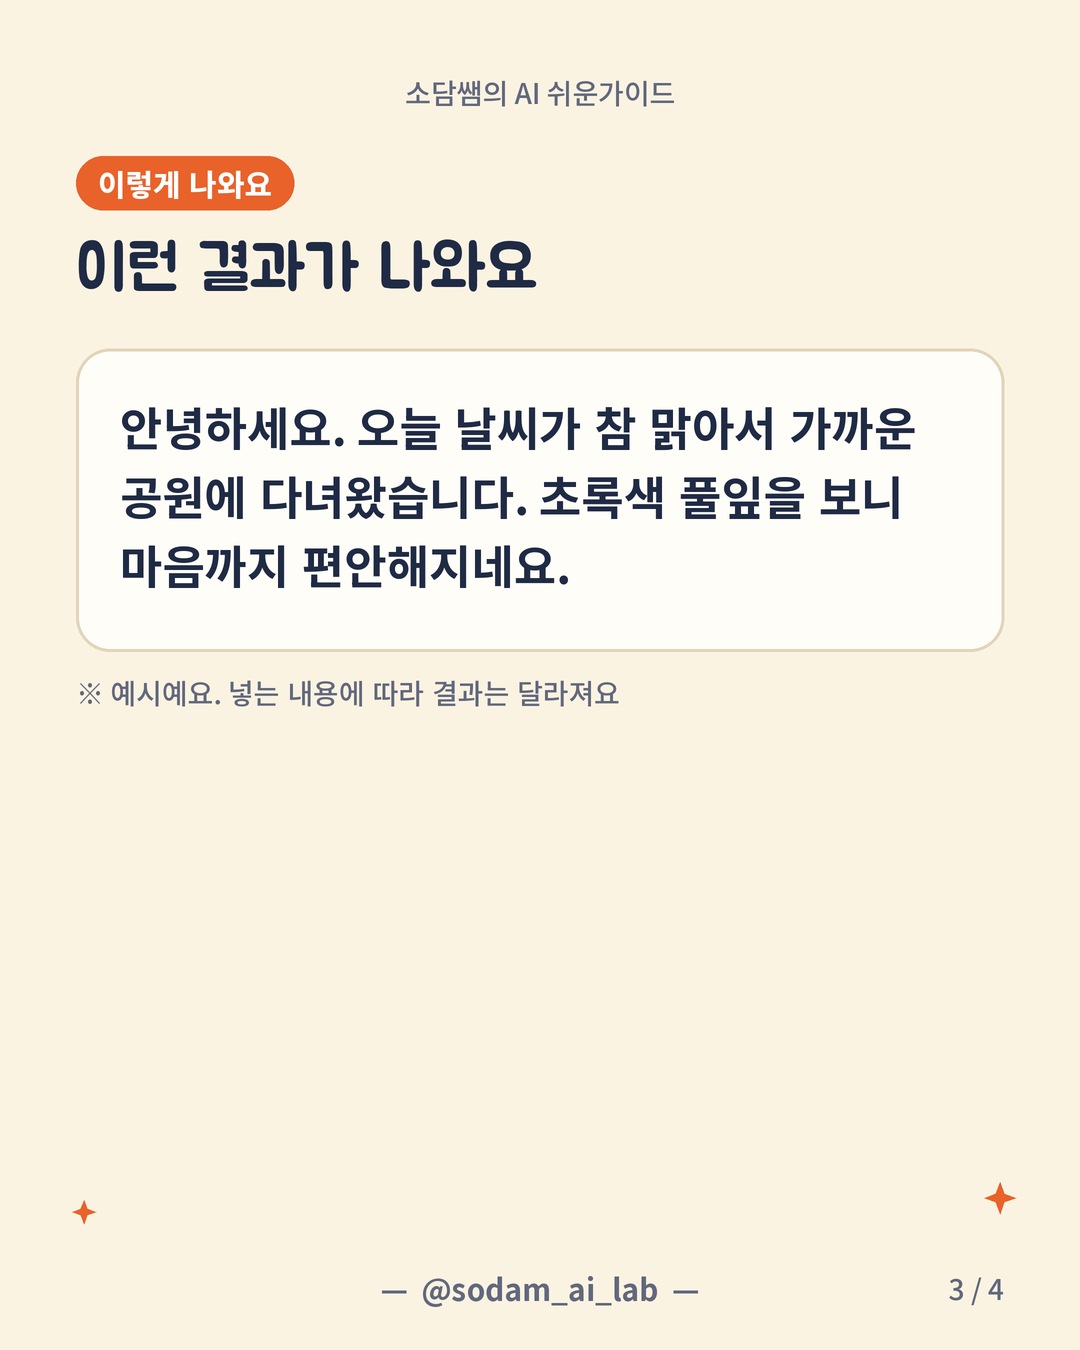 소담쌤의 AI 쉬운가이드
이렇게 나와요
이런 결과가 나와요
안녕하세요. 오늘 날씨가 참 맑아서 가까운
공원에 다녀왔습니다. 초록색 풀잎을 보니
마음까지 편안해지네요.
※ 예시예요. 넣는 내용에 따라 결과는 달라져요
— @sodam_ai_lab —
3 / 4